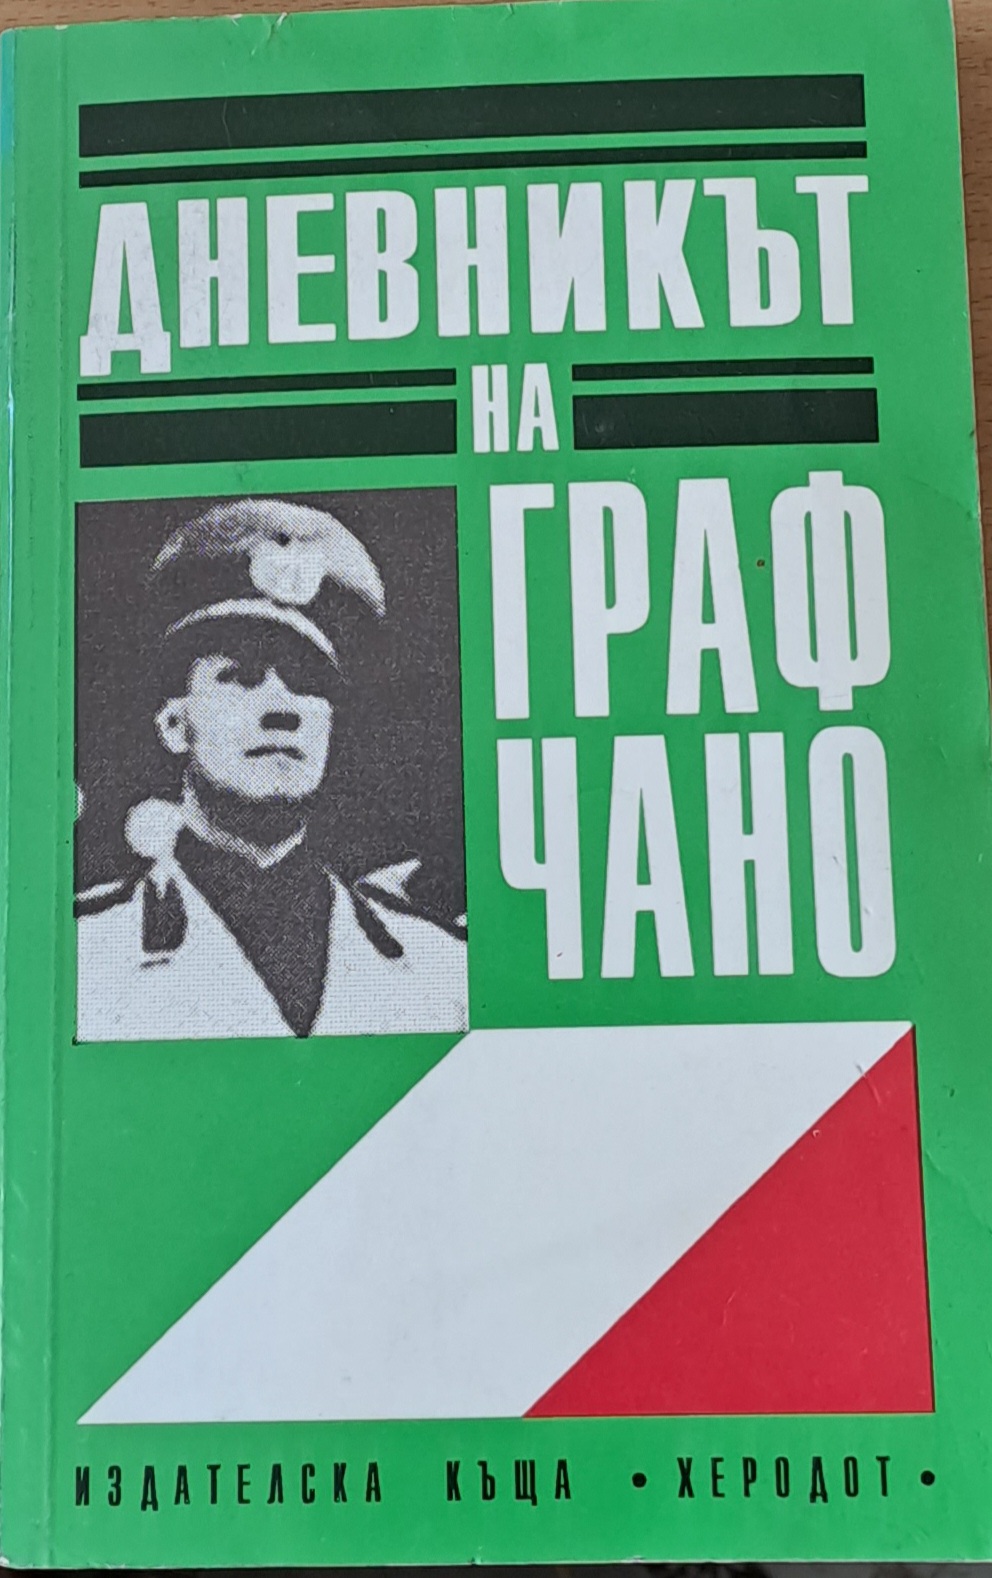 ДНЕВНИКЪТ
НА
ГРАФ
ЧАНО
ИЗДАТЕЛСКА КЪЩА • ХЕРОДОТ •